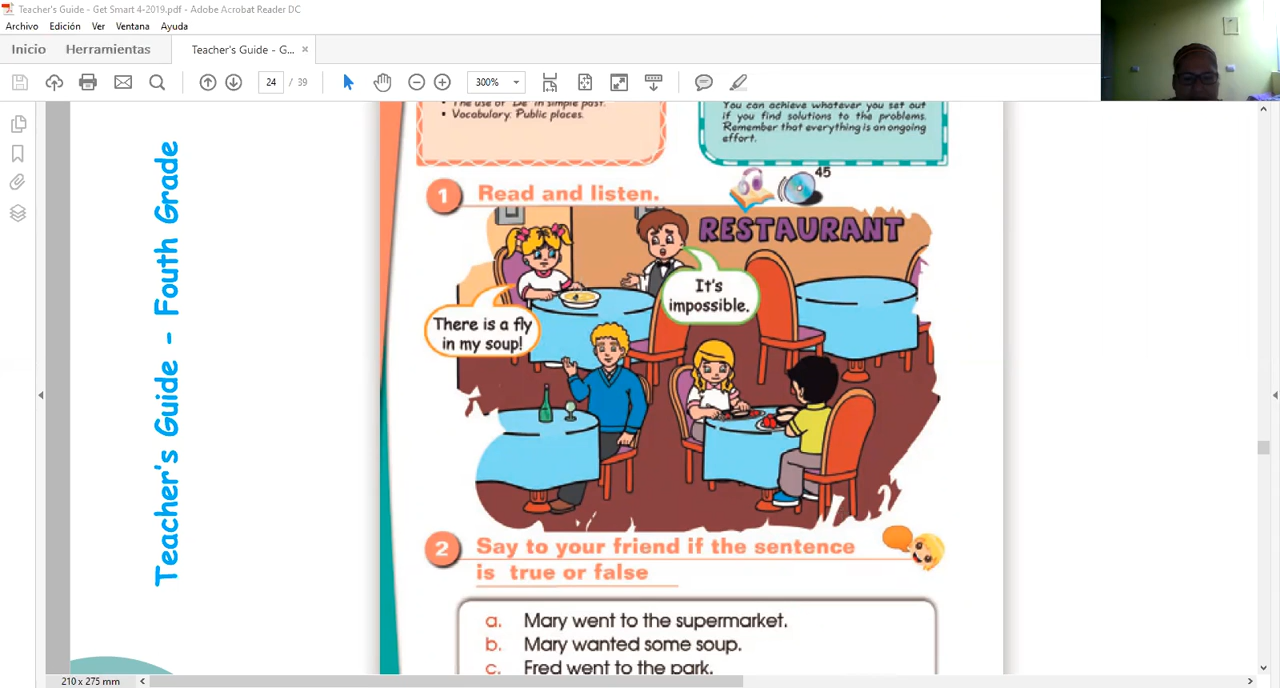 Teacher's Guide - Get Smart 4-2019.pdf - Adobe Acrobat Reader DC
Archivo Edición Ver Ventana Ayuda
Inicio Herramientas Teacher's Guide - G... ×
24 / 39 300%
Teacher's Guide - Fouth Grade
The use of "De" in simple past.
• Vocabulary: Public places.
You can achieve whatever you set out
if you find solutions to the problems.
Remember that everything is an ongoing
effort.
1 Read and listen.
45
RESTAURANT
It's
impossible.
There is a fly
in my soup!
2 Say to your friend if the sentence
is true or false
a. Mary went to the supermarket.
b. Mary wanted some soup.
c. Fred went to the park.
210 x 275 mm